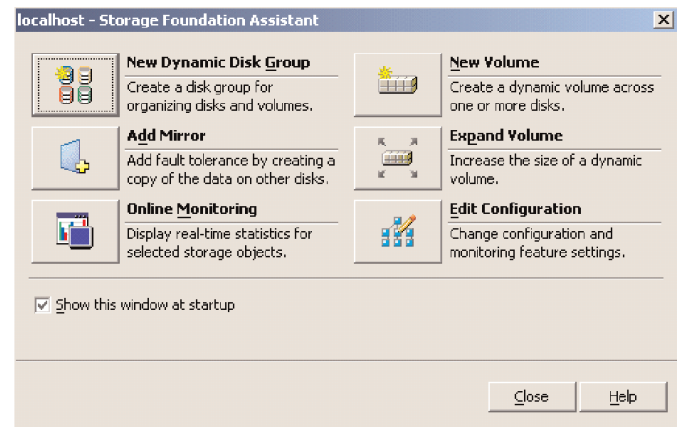 localhost - Storage Foundation Assistant
New Dynamic Disk Group
Create a disk group for
organizing disks and volumes.
New Volume
Create a dynamic volume across
one or more disks.
Add Mirror
Add fault tolerance by creating a
copy of the data on other disks.
Expand Volume
Increase the size of a dynamic
volume.
Online Monitoring
Display real-time statistics for
selected storage objects.
Edit Configuration
Change configuration and
monitoring feature settings.
Show this window at startup
Close
Help